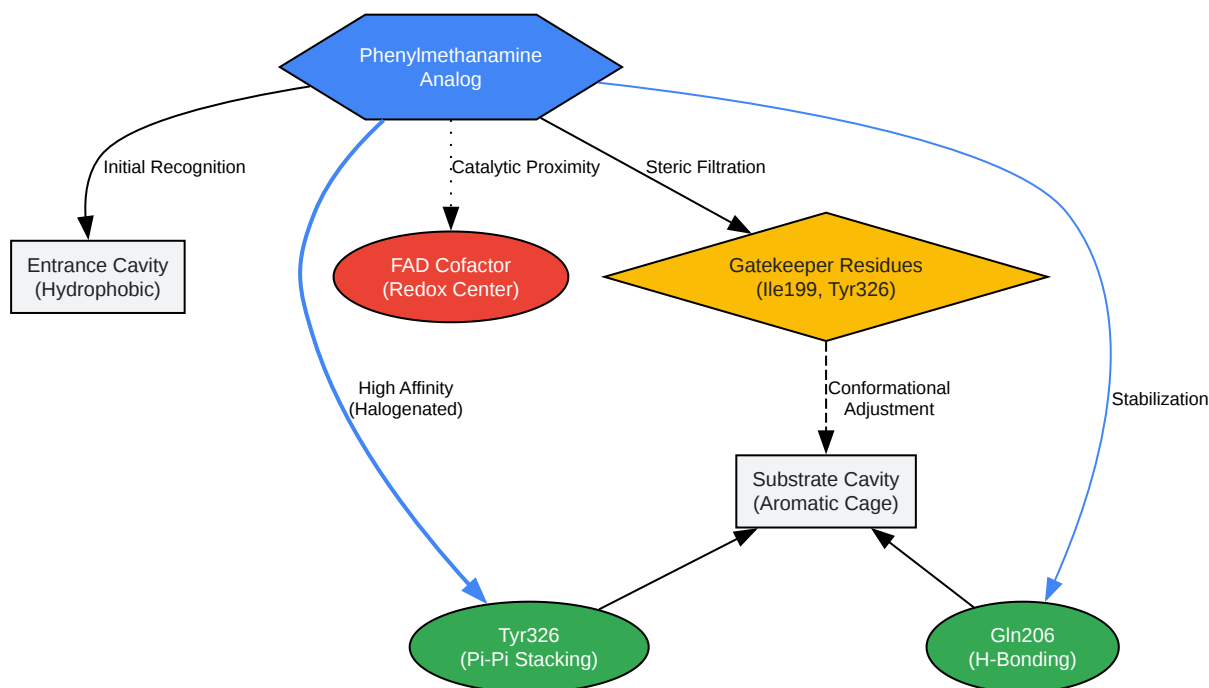 Phenylmethanamine
Analog
Initial Recognition
Catalytic Proximity
Steric Filtration
Entrance Cavity
(Hydrophobic)
FAD Cofactor
(Redox Center)
Gatekeeper Residues
(Ile199, Tyr326)
High Affinity
(Halogenated)
Conformational
Adjustment
Stabilization
Substrate Cavity
(Aromatic Cage)
Tyr326
(Pi-Pi Stacking)
Gln206
(H-Bonding)